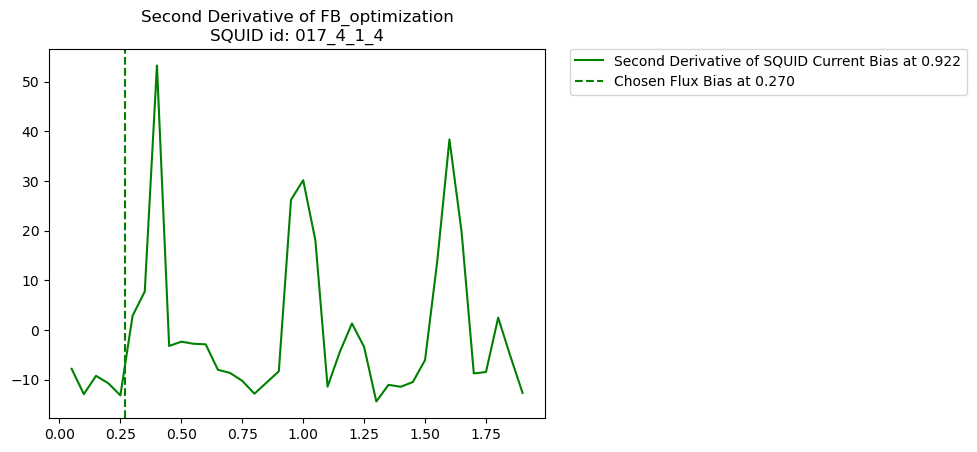 Second Derivative of FB_optimization
SQUID id: 017_4_1_4
Second Derivative of SQUID Current Bias at 0.922
Chosen Flux Bias at 0.270
50
40
30
20
10
0
−10
0.00 0.25 0.50 0.75 1.00 1.25 1.50 1.75